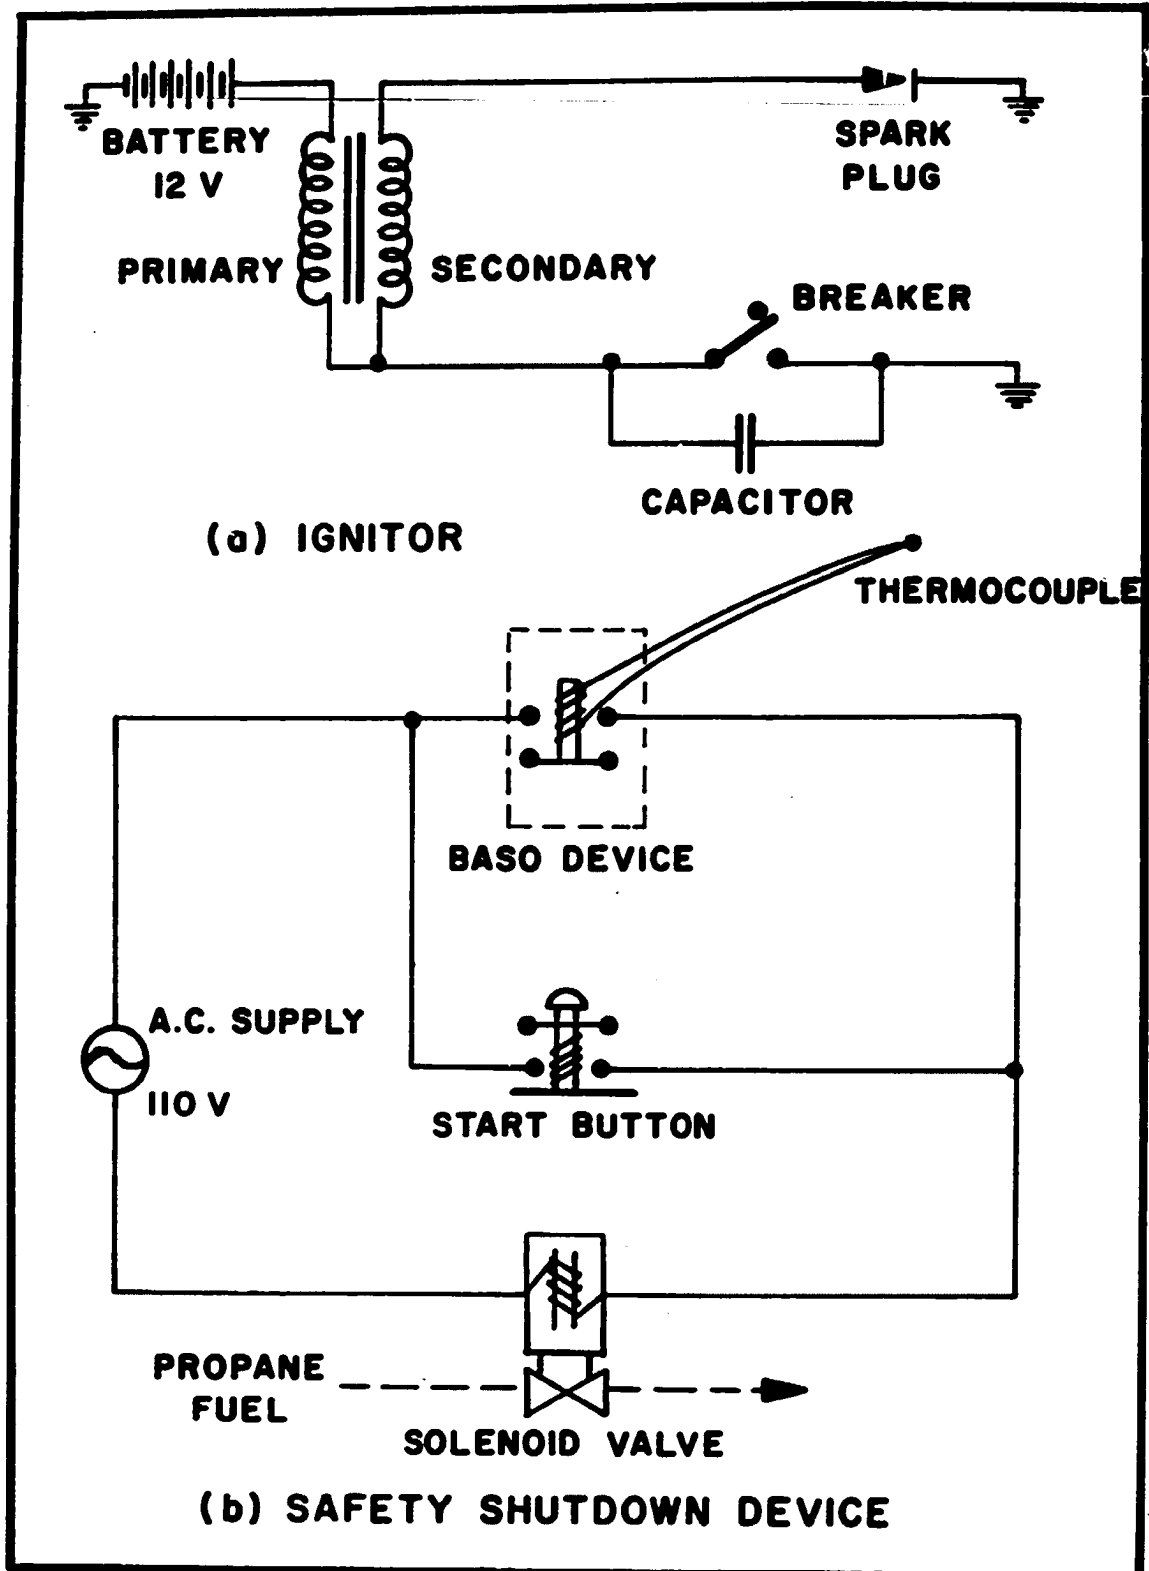 BATTERY
12 V
SPARK
PLUG
PRIMARY
SECONDARY
BREAKER
CAPACITOR
(a) IGNITOR
THERMOCOUPLE
BASO DEVICE
A.C. SUPPLY
110 V
START BUTTON
PROPANE
FUEL
SOLENOID VALVE
(b) SAFETY SHUTDOWN DEVICE